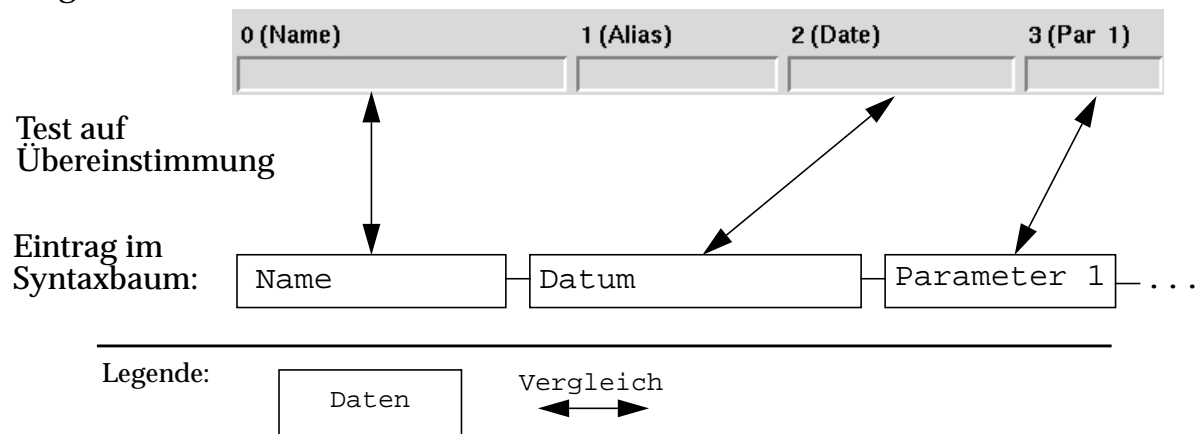 0 (Name) 1 (Alias) 2 (Date) 3 (Par 1)
Test auf
Übereinstimmung
Eintrag im
Syntaxbaum:
Name Datum Parameter 1 ...
Legende:
Daten
Vergleich